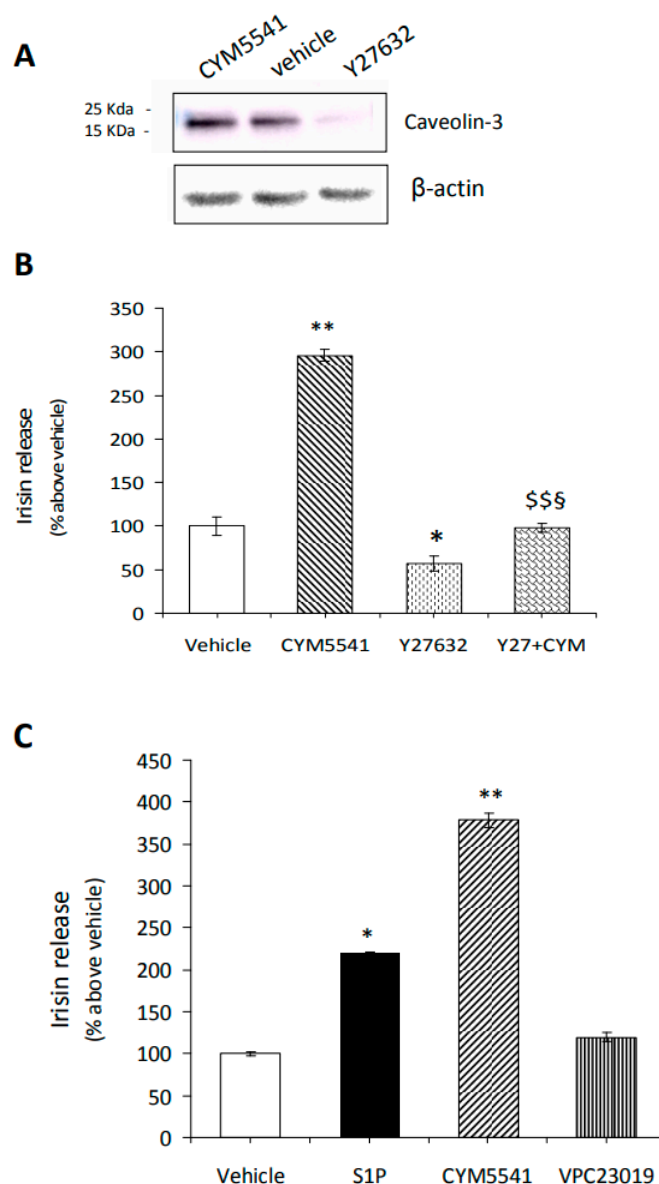 A
CYM5541 vehicle Y27632
25 Kda -
15 KDa -
Caveolin-3
β-actin
B
Irisin release
(% above vehicle)
350
300
250
200
150
100
50
0
**
*
$$§
Vehicle CYM5541 Y27632 Y27+CYM
C
Irisin release
(% above vehicle)
450
400
350
300
250
200
150
100
50
0
*
**
Vehicle S1P CYM5541 VPC23019